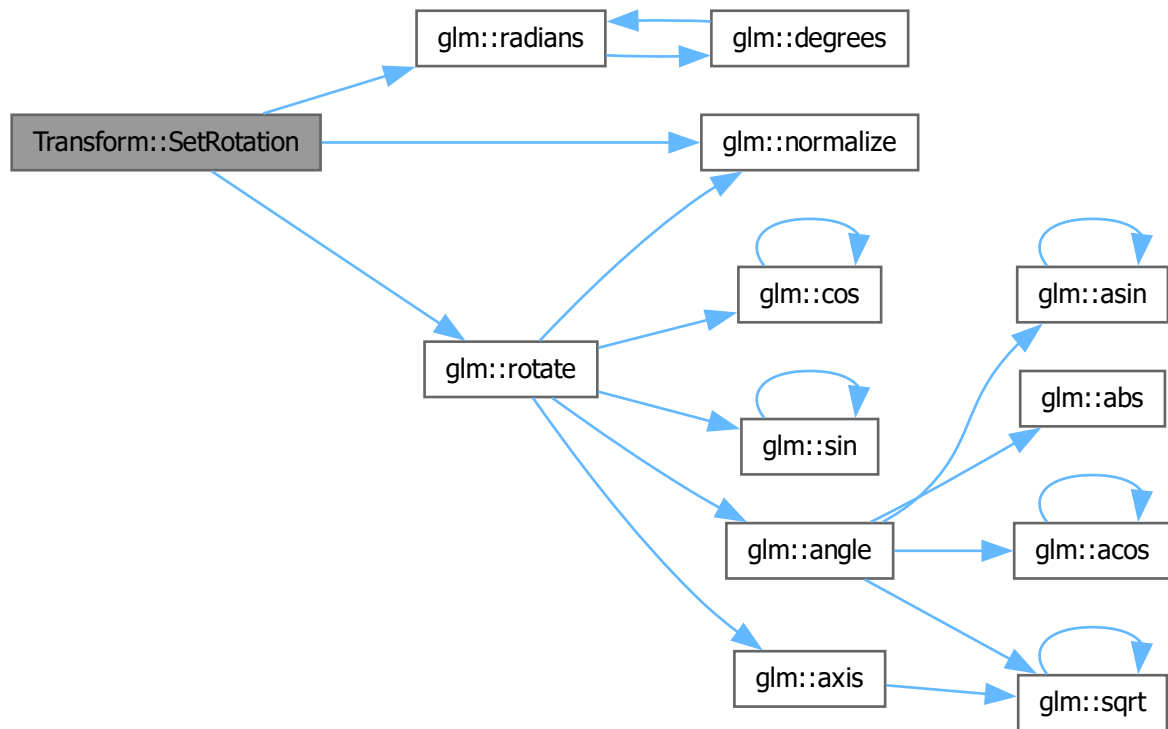 glm::radians
glm::degrees
Transform::SetRotation
glm::normalize
glm::cos
glm::asin
glm::rotate
glm::abs
glm::sin
glm::angle
glm::acos
glm::axis
glm::sqrt